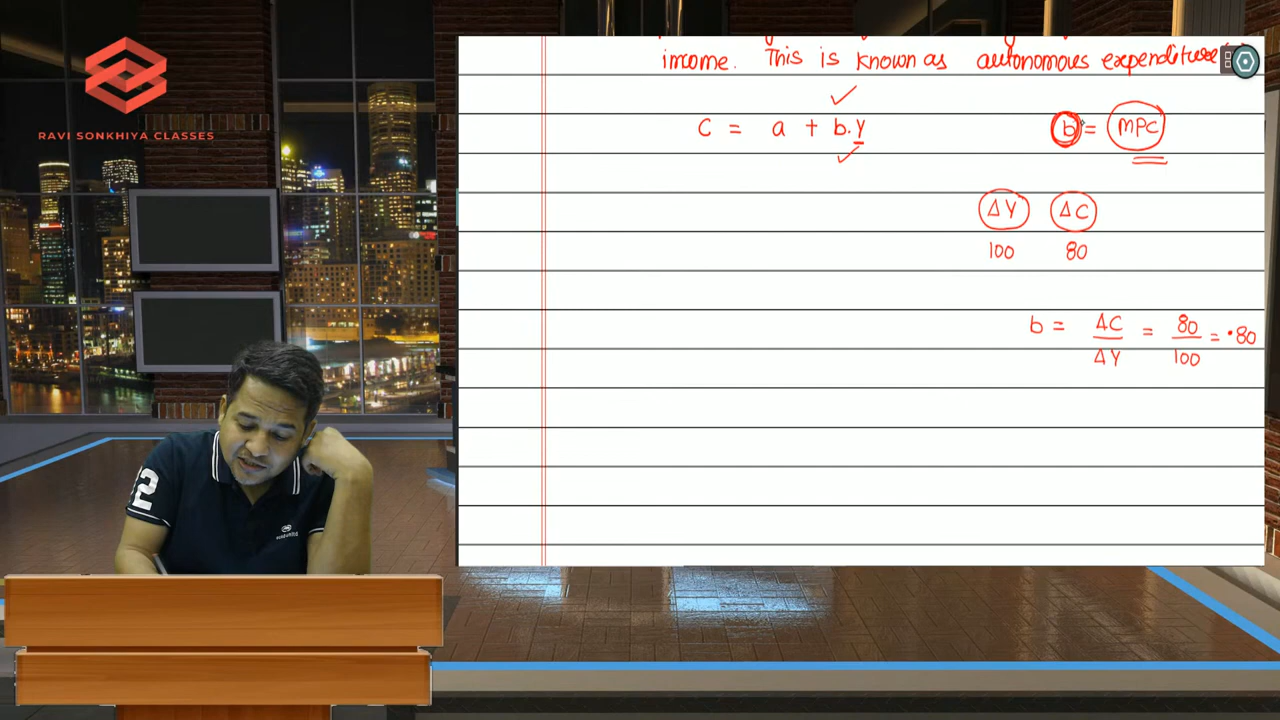 RAVI SONKHIYA CLASSES
income. This is known as autonomous expenditure
C = a + b.Y
b = MPC
ΔY ΔC
100 80
b = ΔC/ΔY = 80/100 = .80
2